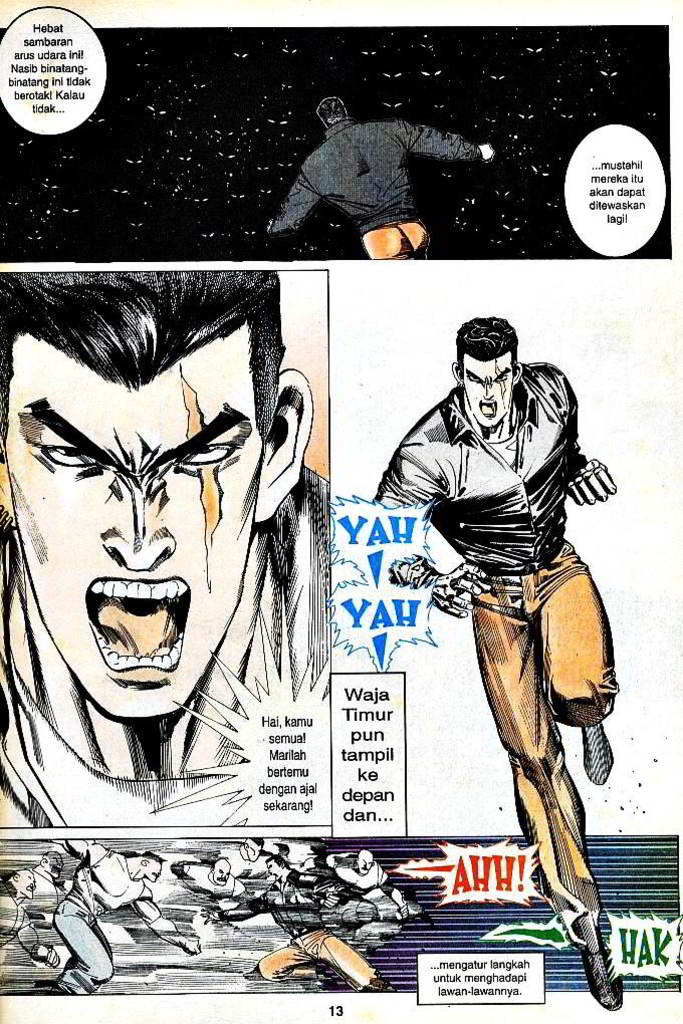 Hebat
sambaran
arus udara ini!
Nasib binatang-
binatang ini tidak
berotak! Kalau
tidak...
...mustahil
mereka itu
akan dapat
ditewaskan
lagi!
YAH
!
YAH
!
Hai, kamu
semua!
Marilah
bertemu
dengan ajal
sekarang!
Waja
Timur
pun
tampil
ke
depan
dan...
AHH!
HAK
...mengatur langkah
untuk menghadapi
lawan-lawannya.
13